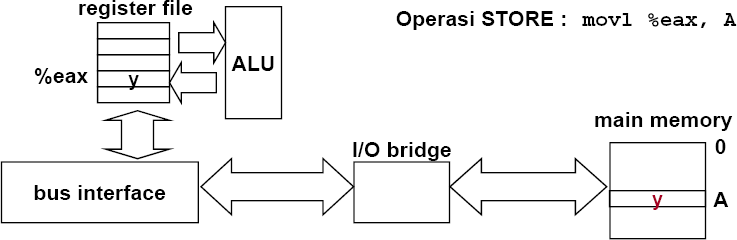 register file
Operasi STORE : movl %eax, A
%eax
y
ALU
main memory
0
I/O bridge
bus interface
y
A